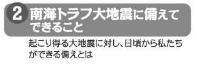 2 南海トラフ大地震に備えて
できること
起こり得る大地震に対し、日頃から私たち
ができる備えとは